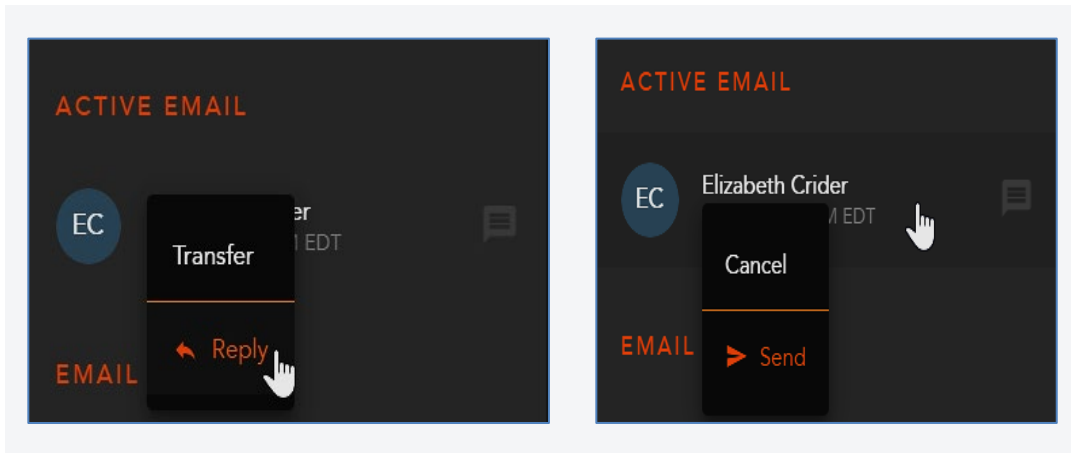 ACTIVE EMAIL
EC
er
Transfer
M EDT
Reply
EMAIL
ACTIVE EMAIL
EC
Elizabeth Crider
M EDT
Cancel
EMAIL
Send